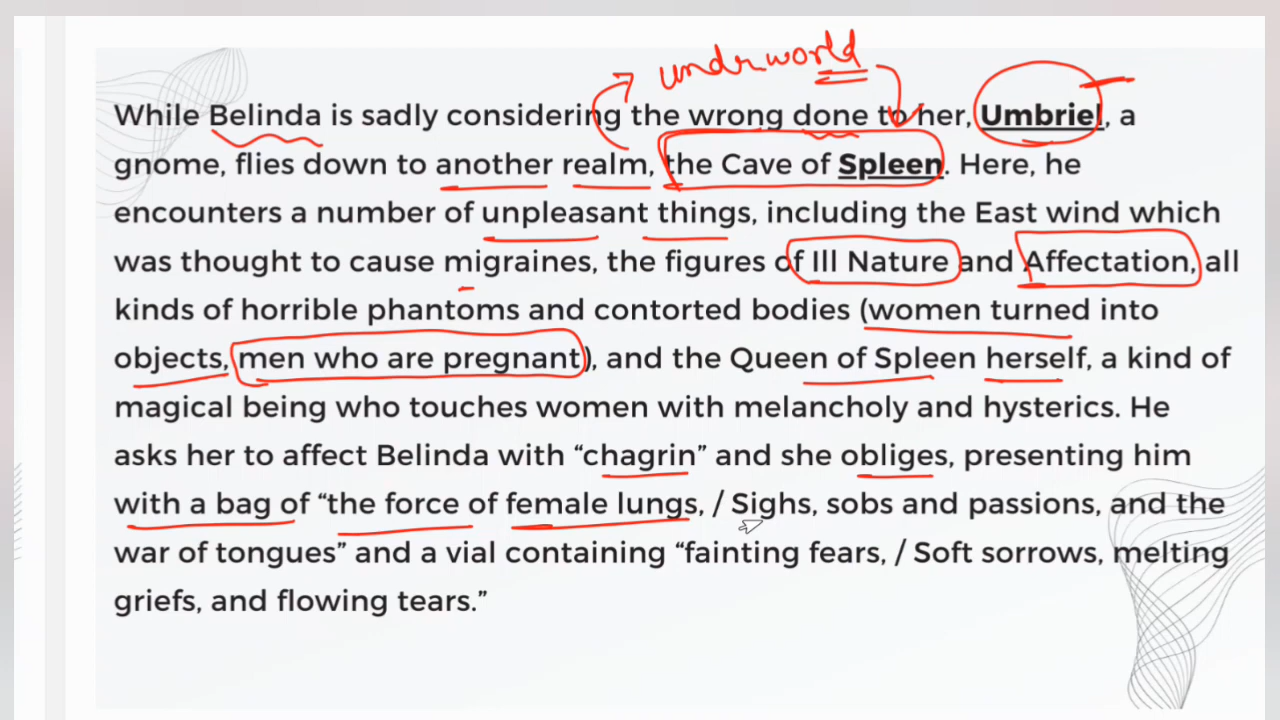 underworld
While Belinda is sadly considering the wrong done to her, Umbriel, a
gnome, flies down to another realm, the Cave of Spleen. Here, he
encounters a number of unpleasant things, including the East wind which
was thought to cause migraines, the figures of Ill Nature and Affectation, all
kinds of horrible phantoms and contorted bodies (women turned into
objects, men who are pregnant), and the Queen of Spleen herself, a kind of
magical being who touches women with melancholy and hysterics. He
asks her to affect Belinda with “chagrin” and she obliges, presenting him
with a bag of “the force of female lungs, / Sighs, sobs and passions, and the
war of tongues” and a vial containing “fainting fears, / Soft sorrows, melting
griefs, and flowing tears.”